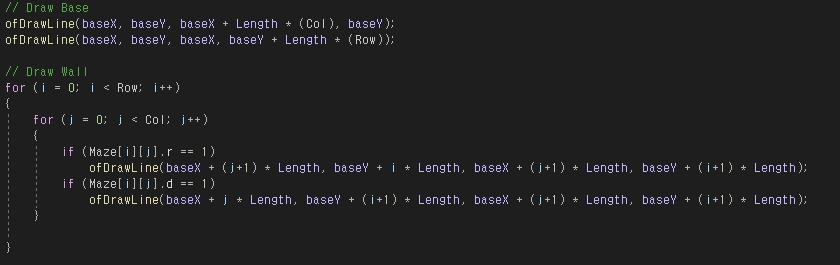 // Draw Base
ofDrawLine(baseX, baseY, baseX + Length * (Col), baseY);
ofDrawLine(baseX, baseY, baseX, baseY + Length * (Row));
// Draw Wall
for (i = 0; i < Row; i++)
{
for (j = 0; j < Col; j++)
{
if (Maze[i][j].r == 1)
ofDrawLine(baseX + (j+1) * Length, baseY + i * Length, baseX + (j+1) * Length, baseY + (i+1) * Length);
if (Maze[i][j].d == 1)
ofDrawLine(baseX + j * Length, baseY + (i+1) * Length, baseX + (j+1) * Length, baseY + (i+1) * Length);
}
}